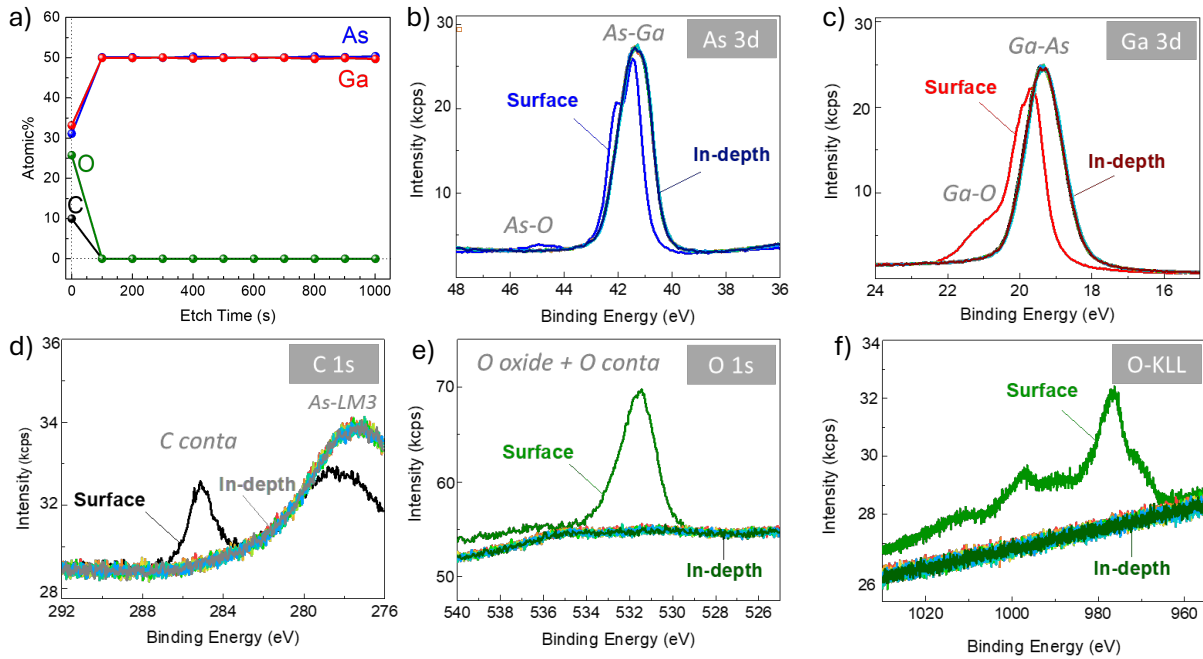 a)
60
50
40
30
20
10
0
Atomic%
As
Ga
O
C
0 200 400 600 800 1000
Etch Time (s)
b)
30
20
10
0
Intensity (kcps)
As-Ga
As 3d
Surface
In-depth
As-O
48 46 44 42 40 38 36
Binding Energy (eV)
c)
30
20
10
0
Intensity (kcps)
Ga-As
Ga 3d
Surface
In-depth
Ga-O
24 22 20 18 16
Binding Energy (eV)
d)
36
34
32
28
Intensity (kcps)
C 1s
As-LM3
C conta
In-depth
Surface
292 288 284 280 276
Binding Energy (eV)
e)
70
60
50
Intensity (kcps)
O oxide + O conta
O 1s
Surface
In-depth
540 538 536 534 532 530 528 526
Binding Energy (eV)
f)
34
32
30
28
26
Intensity (kcps)
O-KLL
Surface
In-depth
1020 1000 980 960
Binding Energy (eV)